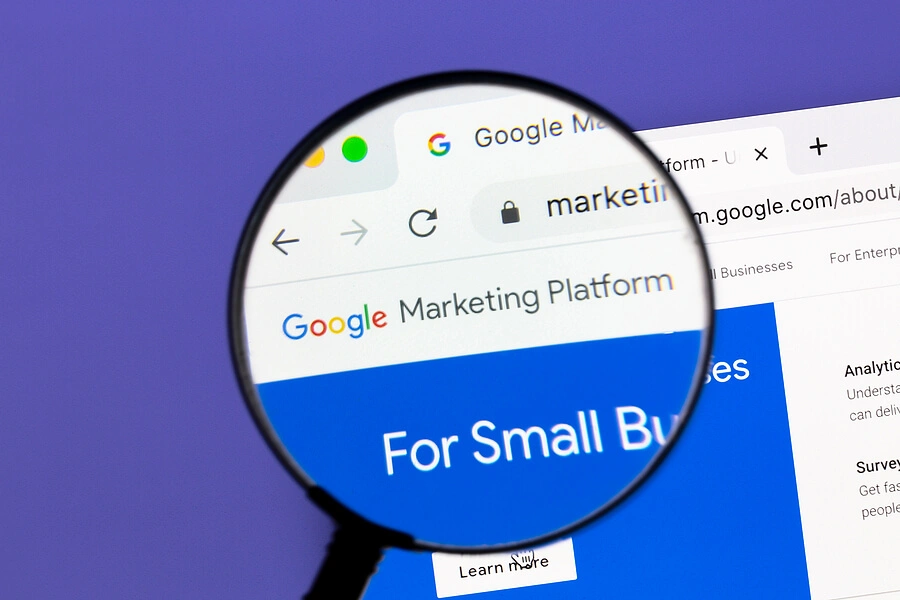 Google Ma
tform - U
marketin
m.google.com/about/
Google Marketing Platform
ll Businesses
For Enterpr
For Small Bu
ses
Learn more
Analytic
Understa
can deliv
Survey
Get fas
people